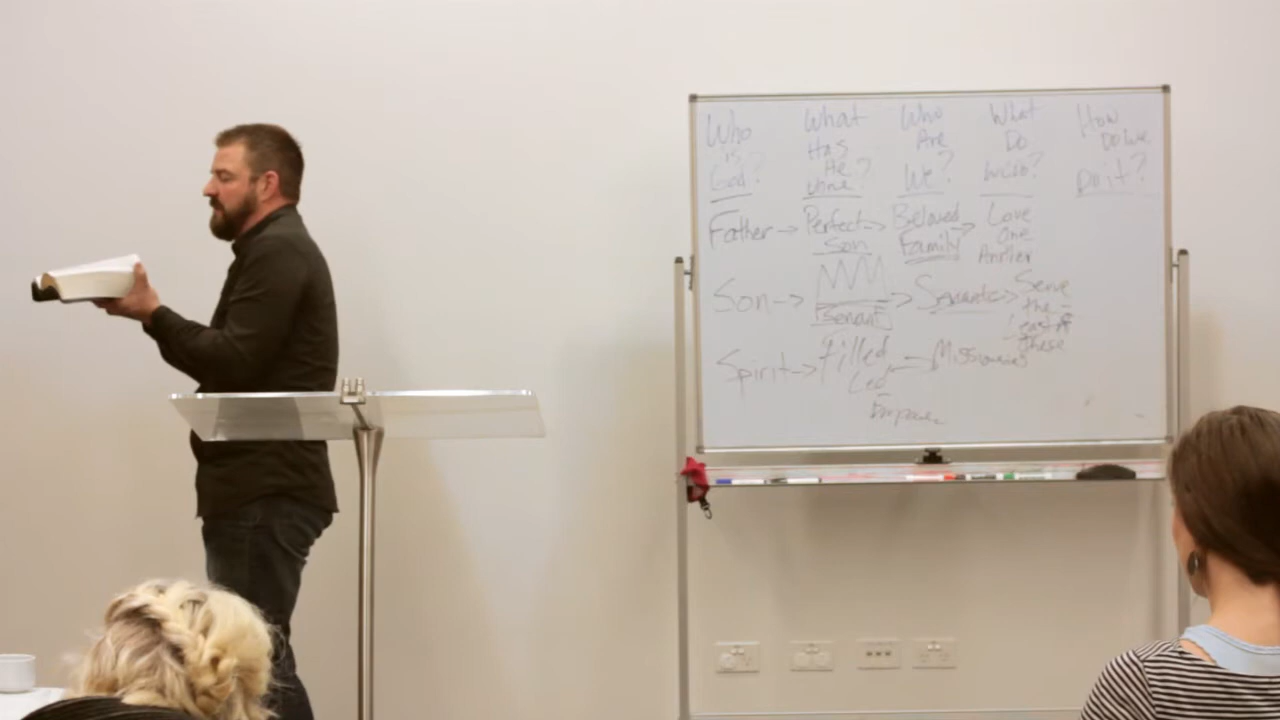 Who is God?
What Has He Done?
Who Are We?
What Do We Do?
How Do We Do it?
Father → Perfect Son → Beloved Family → Love One Another
Son → Servant → Servants → Serve the least of these
Spirit → Filled Led Missionaries